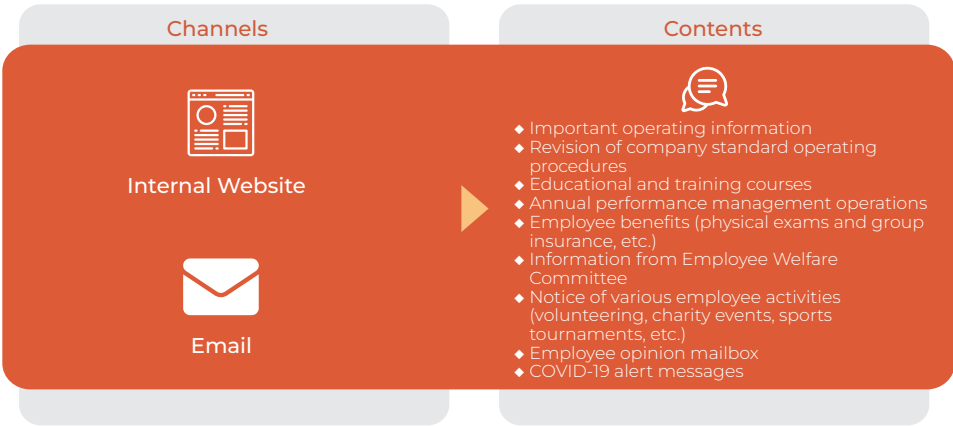 Channels
Contents
Internal Website
Email
◆ Important operating information
◆ Revision of company standard operating
procedures
◆ Educational and training courses
◆ Annual performance management operations
◆ Employee benefits (physical exams and group
insurance, etc.)
◆ Information from Employee Welfare
Committee
◆ Notice of various employee activities
(volunteering, charity events, sports
tournaments, etc.)
◆ Employee opinion mailbox
◆ COVID-19 alert messages